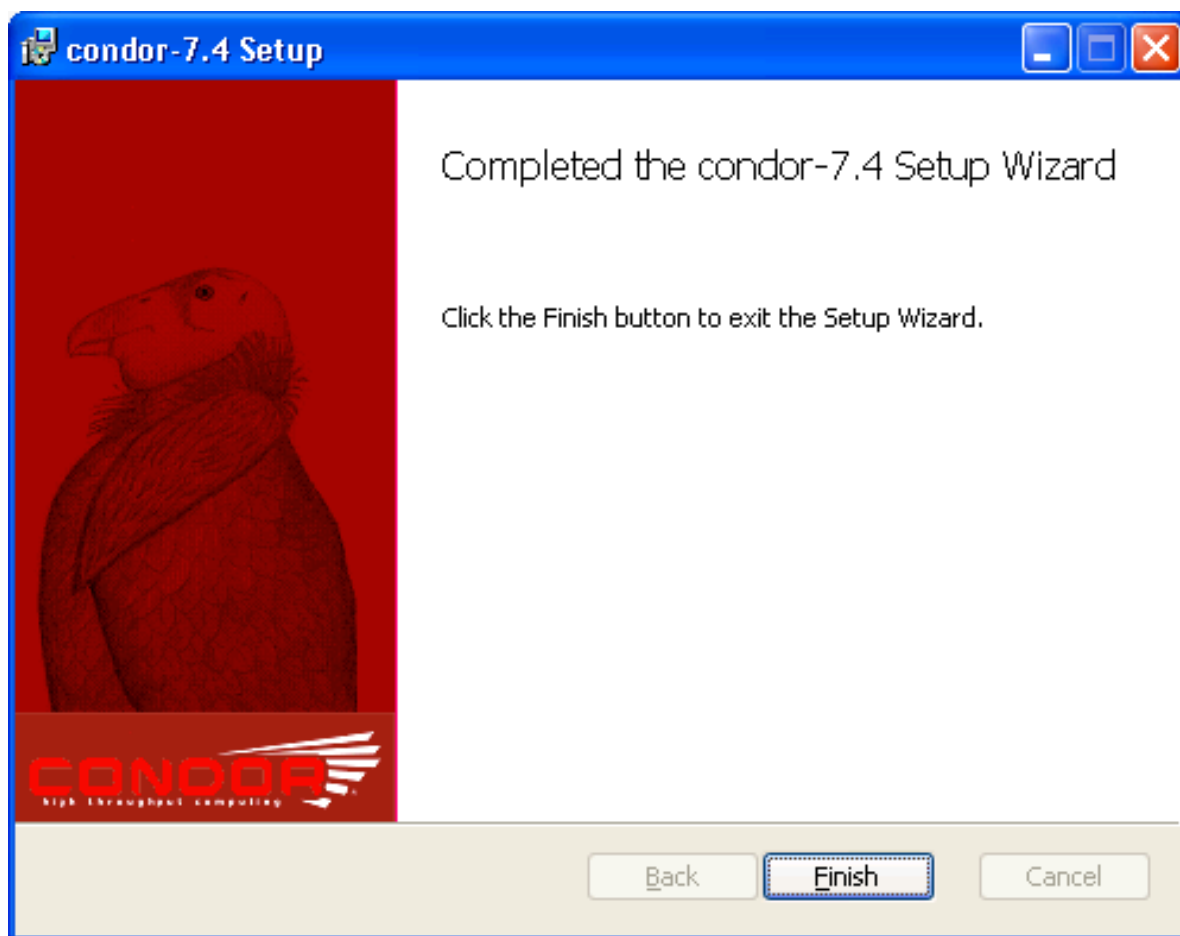 condor-7.4 Setup
Completed the condor-7.4 Setup Wizard
Click the Finish button to exit the Setup Wizard.
CONDOR
high throughput computing
Back
Finish
Cancel